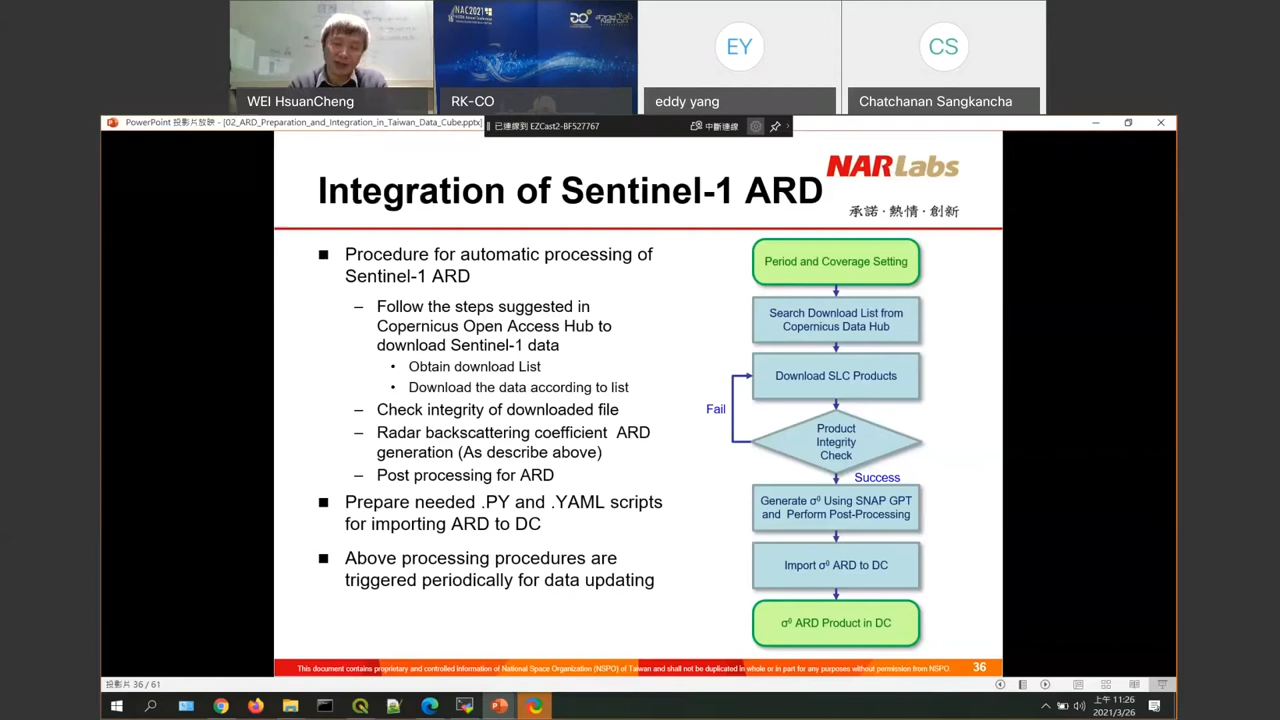 NAC2021
EY
CS
WEI HsuanCheng
RK-CO
eddy yang
Chatchanan Sangkancha
PowerPoint 投影片放映 - [02_ARD_Preparation_and_Integration_in_Taiwan_Data_Cube.pptx]
已連線到 EZCast2-BF527767
中斷連線
Integration of Sentinel-1 ARD
NARLabs
承諾·熱情·創新
■ Procedure for automatic processing of
Sentinel-1 ARD
– Follow the steps suggested in
Copernicus Open Access Hub to
download Sentinel-1 data
• Obtain download List
• Download the data according to list
– Check integrity of downloaded file
– Radar backscattering coefficient ARD
generation (As describe above)
– Post processing for ARD
■ Prepare needed .PY and .YAML scripts
for importing ARD to DC
■ Above processing procedures are
triggered periodically for data updating
Period and Coverage Setting
Search Download List from
Copernicus Data Hub
Download SLC Products
Fail
Product
Integrity
Check
Success
Generate σ⁰ Using SNAP GPT
and Perform Post-Processing
Import σ⁰ ARD to DC
σ⁰ ARD Product in DC
This document contains proprietary and controlled information of National Space Organization (NSPO) of Taiwan and shall not be duplicated in whole or in part for any purposes without permission from NSPO.
36
投影片 36 / 61
上午 11:26
2021/3/26